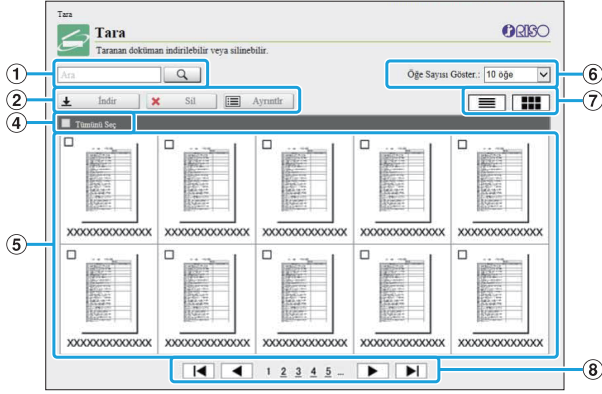 Tara
Tara
RISO
Taranan doküman indirilebilir veya silinebilir.
1 Ara
Öğe Sayısı Göster.: 10 öğe 6
2 İndir Sil Ayrıntlr
7
4 Tümünü Seç
5
XXXXXXXXXXXXX XXXXXXXXXXXXX XXXXXXXXXXXXX XXXXXXXXXXXXX XXXXXXXXXXXXX
XXXXXXXXXXXXX XXXXXXXXXXXXX XXXXXXXXXXXXX XXXXXXXXXXXXX XXXXXXXXXXXXX
1 2 3 4 5 ... 8